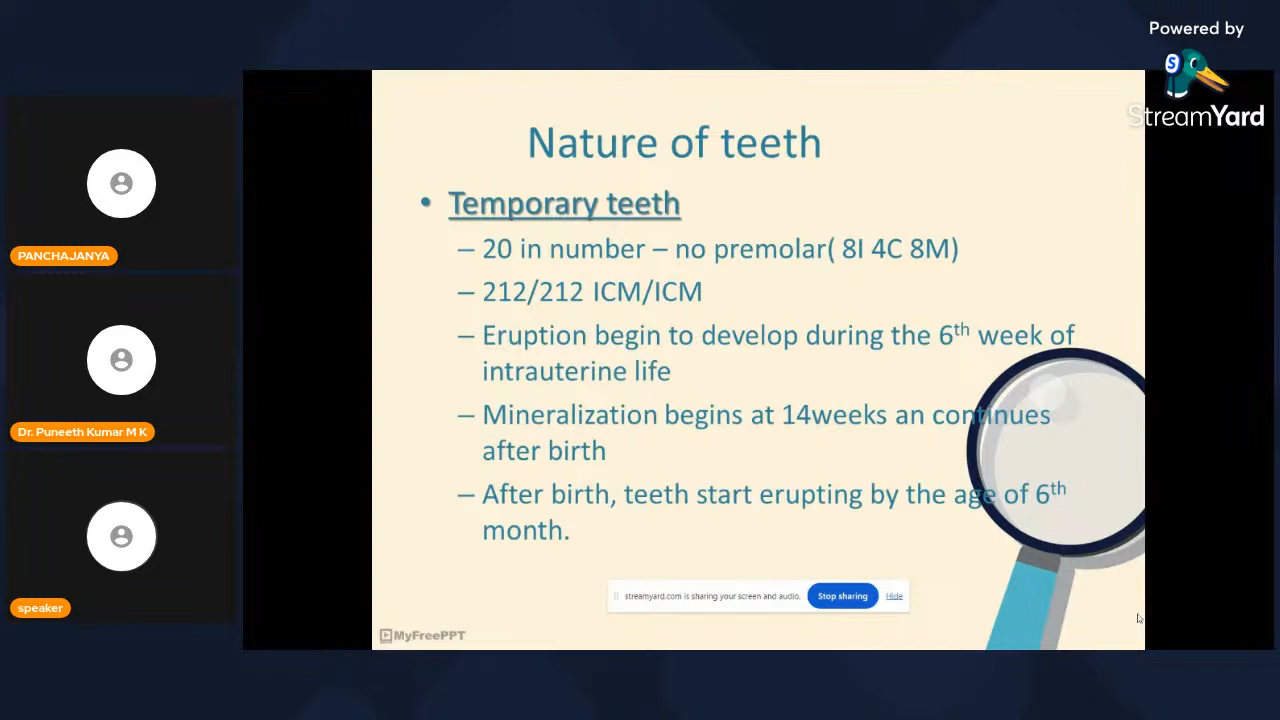 Powered by
S
StreamYard
Nature of teeth
• Temporary teeth
– 20 in number – no premolar( 8I 4C 8M)
– 212/212 ICM/ICM
– Eruption begin to develop during the 6th week of
intrauterine life
– Mineralization begins at 14weeks an continues
after birth
– After birth, teeth start erupting by the age of 6th
month.
streamyard.com is sharing your screen and audio.
Stop sharing
Hide
MyFreePPT
PANCHAJANYA
Dr. Puneeth Kumar M K
speaker